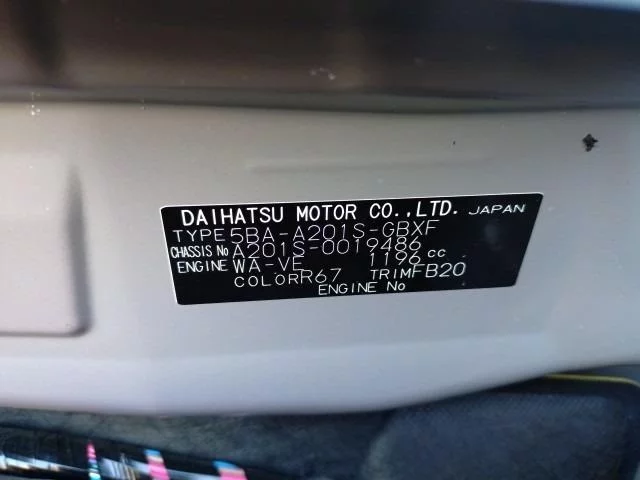 DAIHATSU MOTOR CO.,LTD. JAPAN
TYPE 5BA-A201S-GBXF
CHASSIS No A201S-0019486
ENGINE WA-VE 1196 cc
COLOR R67 TRIM FB20
ENGINE No